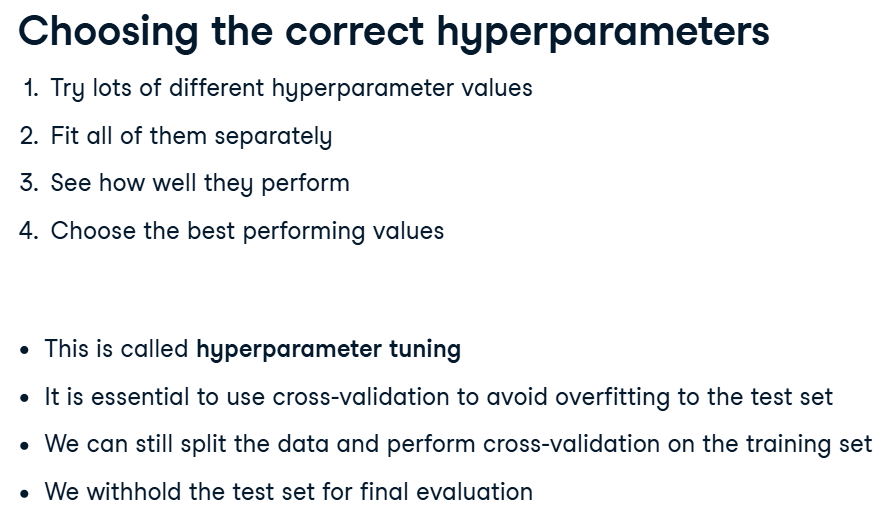 Choosing the correct hyperparameters
1. Try lots of different hyperparameter values
2. Fit all of them separately
3. See how well they perform
4. Choose the best performing values
• This is called hyperparameter tuning
• It is essential to use cross-validation to avoid overfitting to the test set
• We can still split the data and perform cross-validation on the training set
• We withhold the test set for final evaluation